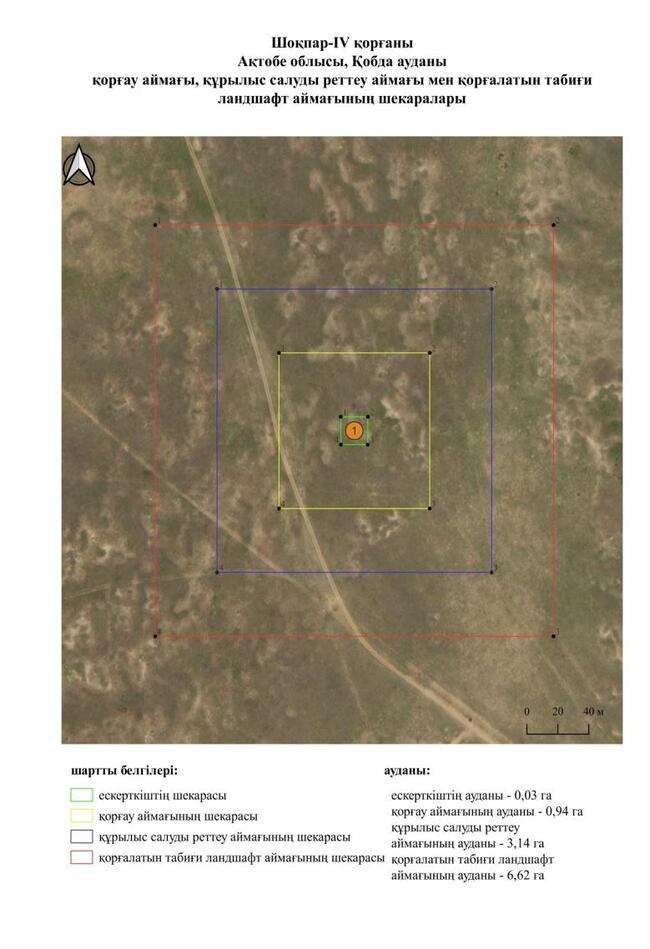 Шоқпар-IV қорғаны
Ақтөбе облысы, Қобда ауданы
қорғау аймағы, құрылыс салуды реттеу аймағы мен қорғалатын табиғи
ландшафт аймағының шекаралары
1
0 20 40 м
шартты белгілері:
ескерткіштің шекарасы
қорғау аймағының шекарасы
құрылыс салуды реттеу аймағының шекарасы
қорғалатын табиғи ландшафт аймағының шекарасы
ауданы:
ескерткіштің ауданы - 0,03 га
қорғау аймағының ауданы - 0,94 га
құрылыс салуды реттеу
аймағының ауданы - 3,14 га
қорғалатын табиғи ландшафт
аймағының ауданы - 6,62 га